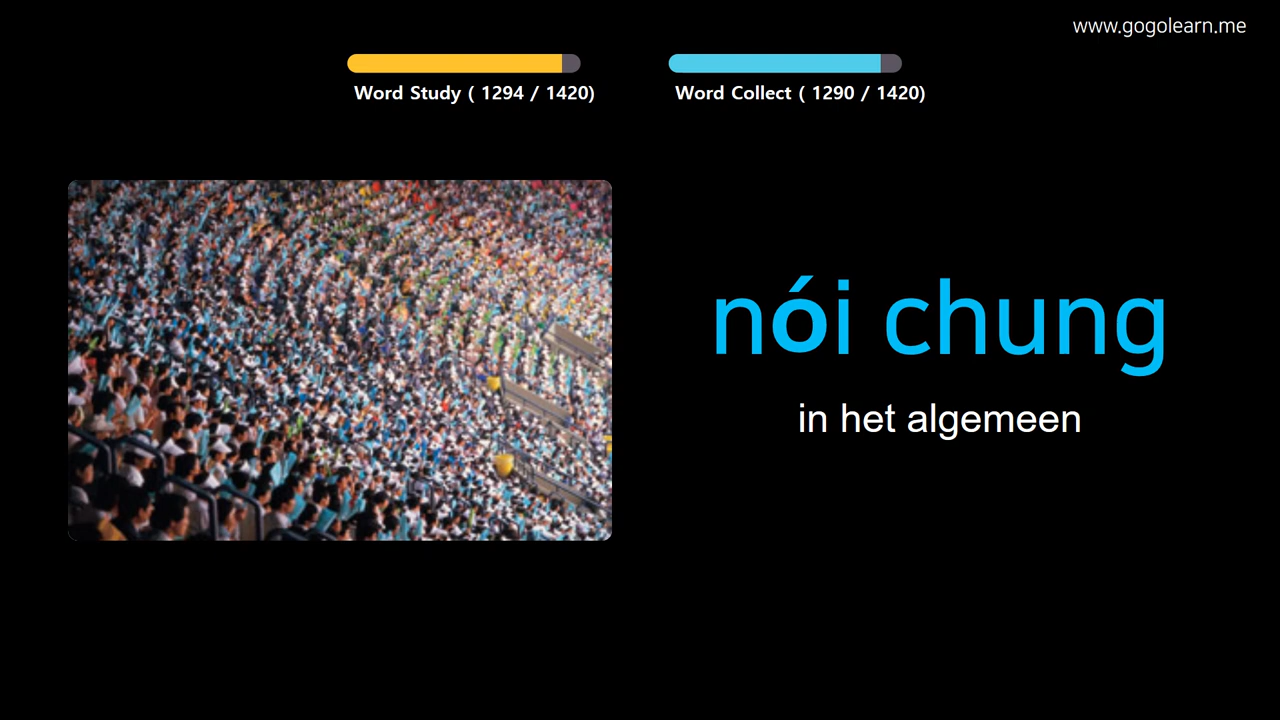 www.gogolearn.me
Word Study ( 1294 / 1420)
Word Collect ( 1290 / 1420)
nói chung
in het algemeen